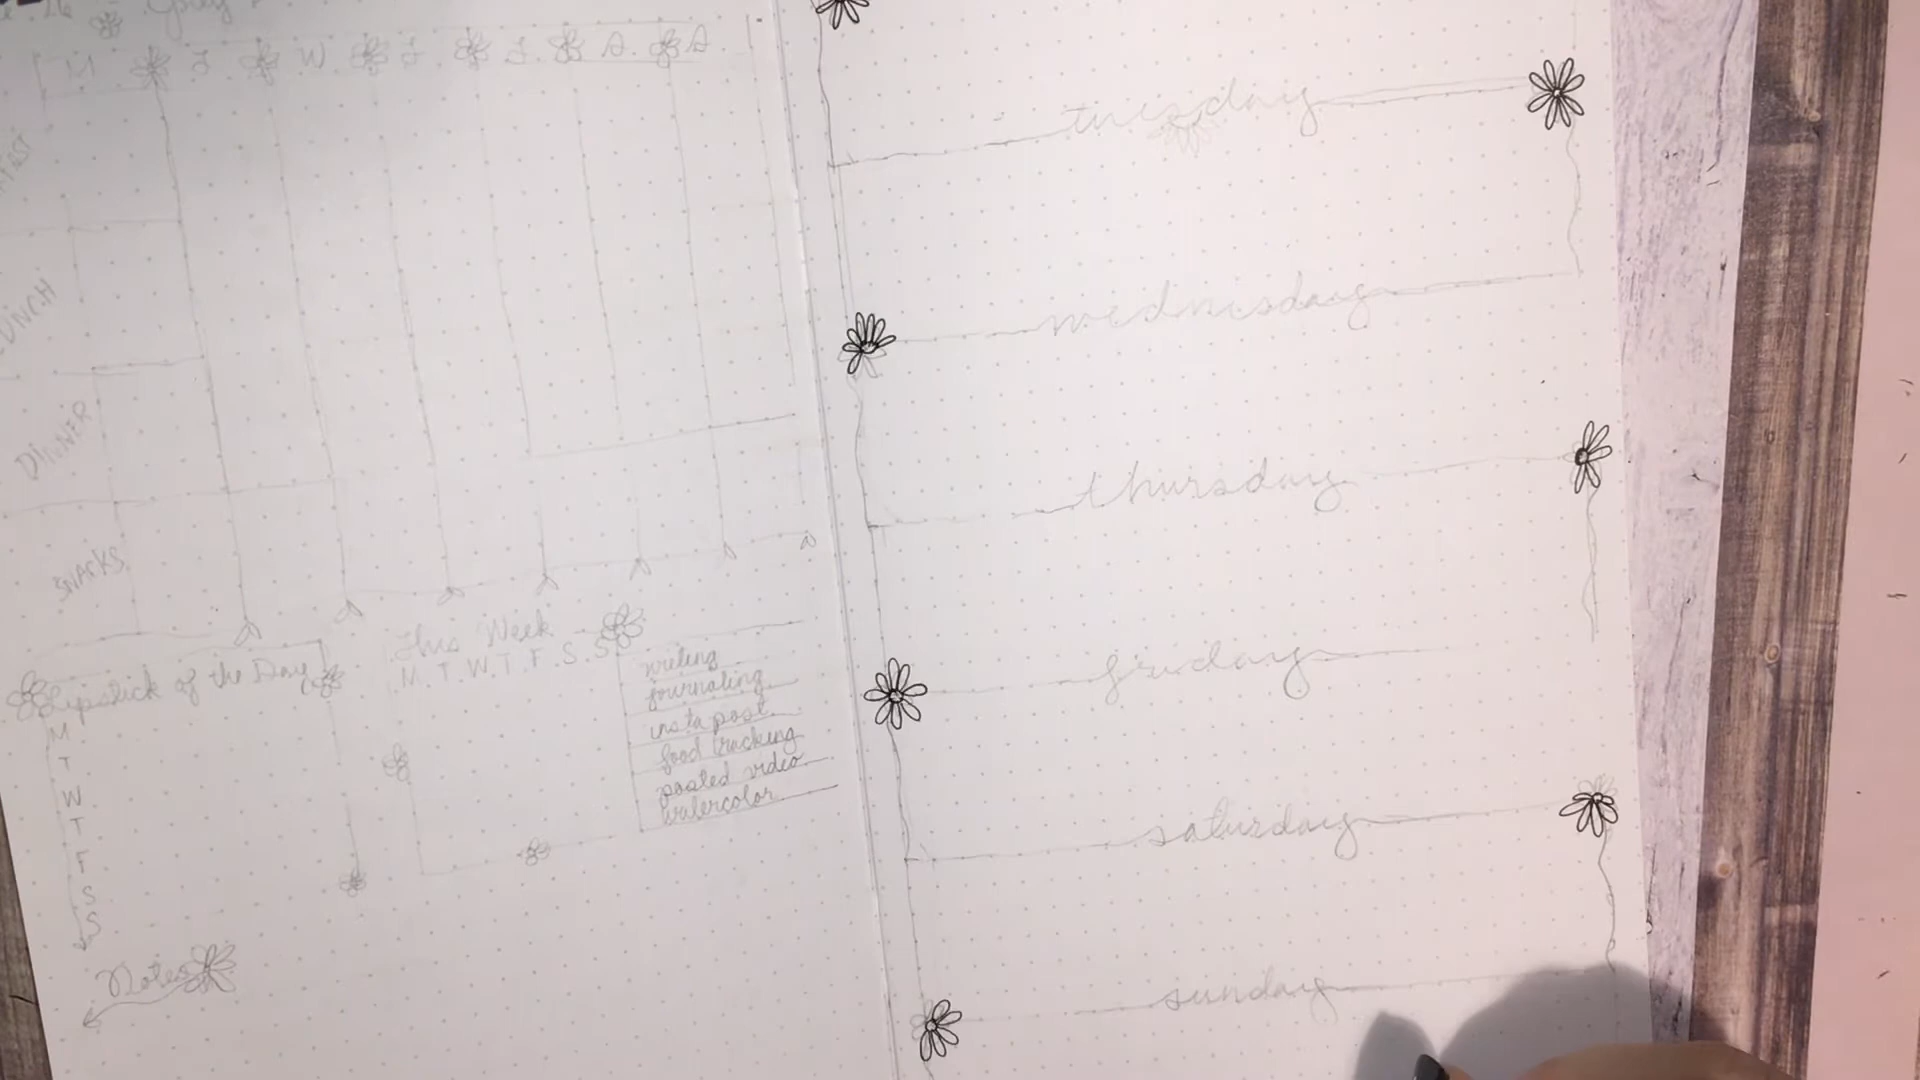 M T W T F S S
LUNCH
DINNER
SNACKS
Lipstick of the Day
M
T
W
T
F
S
S
Notes
This Week
M.T.W.T.F.S.S
writing
journaling
insta post
food tracking
posted video
watercolor
tuesday
wednesday
thursday
friday
saturday
sunday